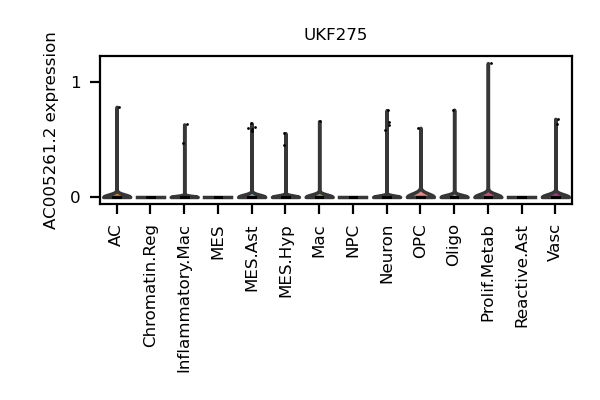 UKF275
AC005261.2 expression
1
0
AC
Chromatin.Reg
Inflammatory.Mac
MES
MES.Ast
MES.Hyp
Mac
NPC
Neuron
OPC
Oligo
Prolif.Metab
Reactive.Ast
Vasc